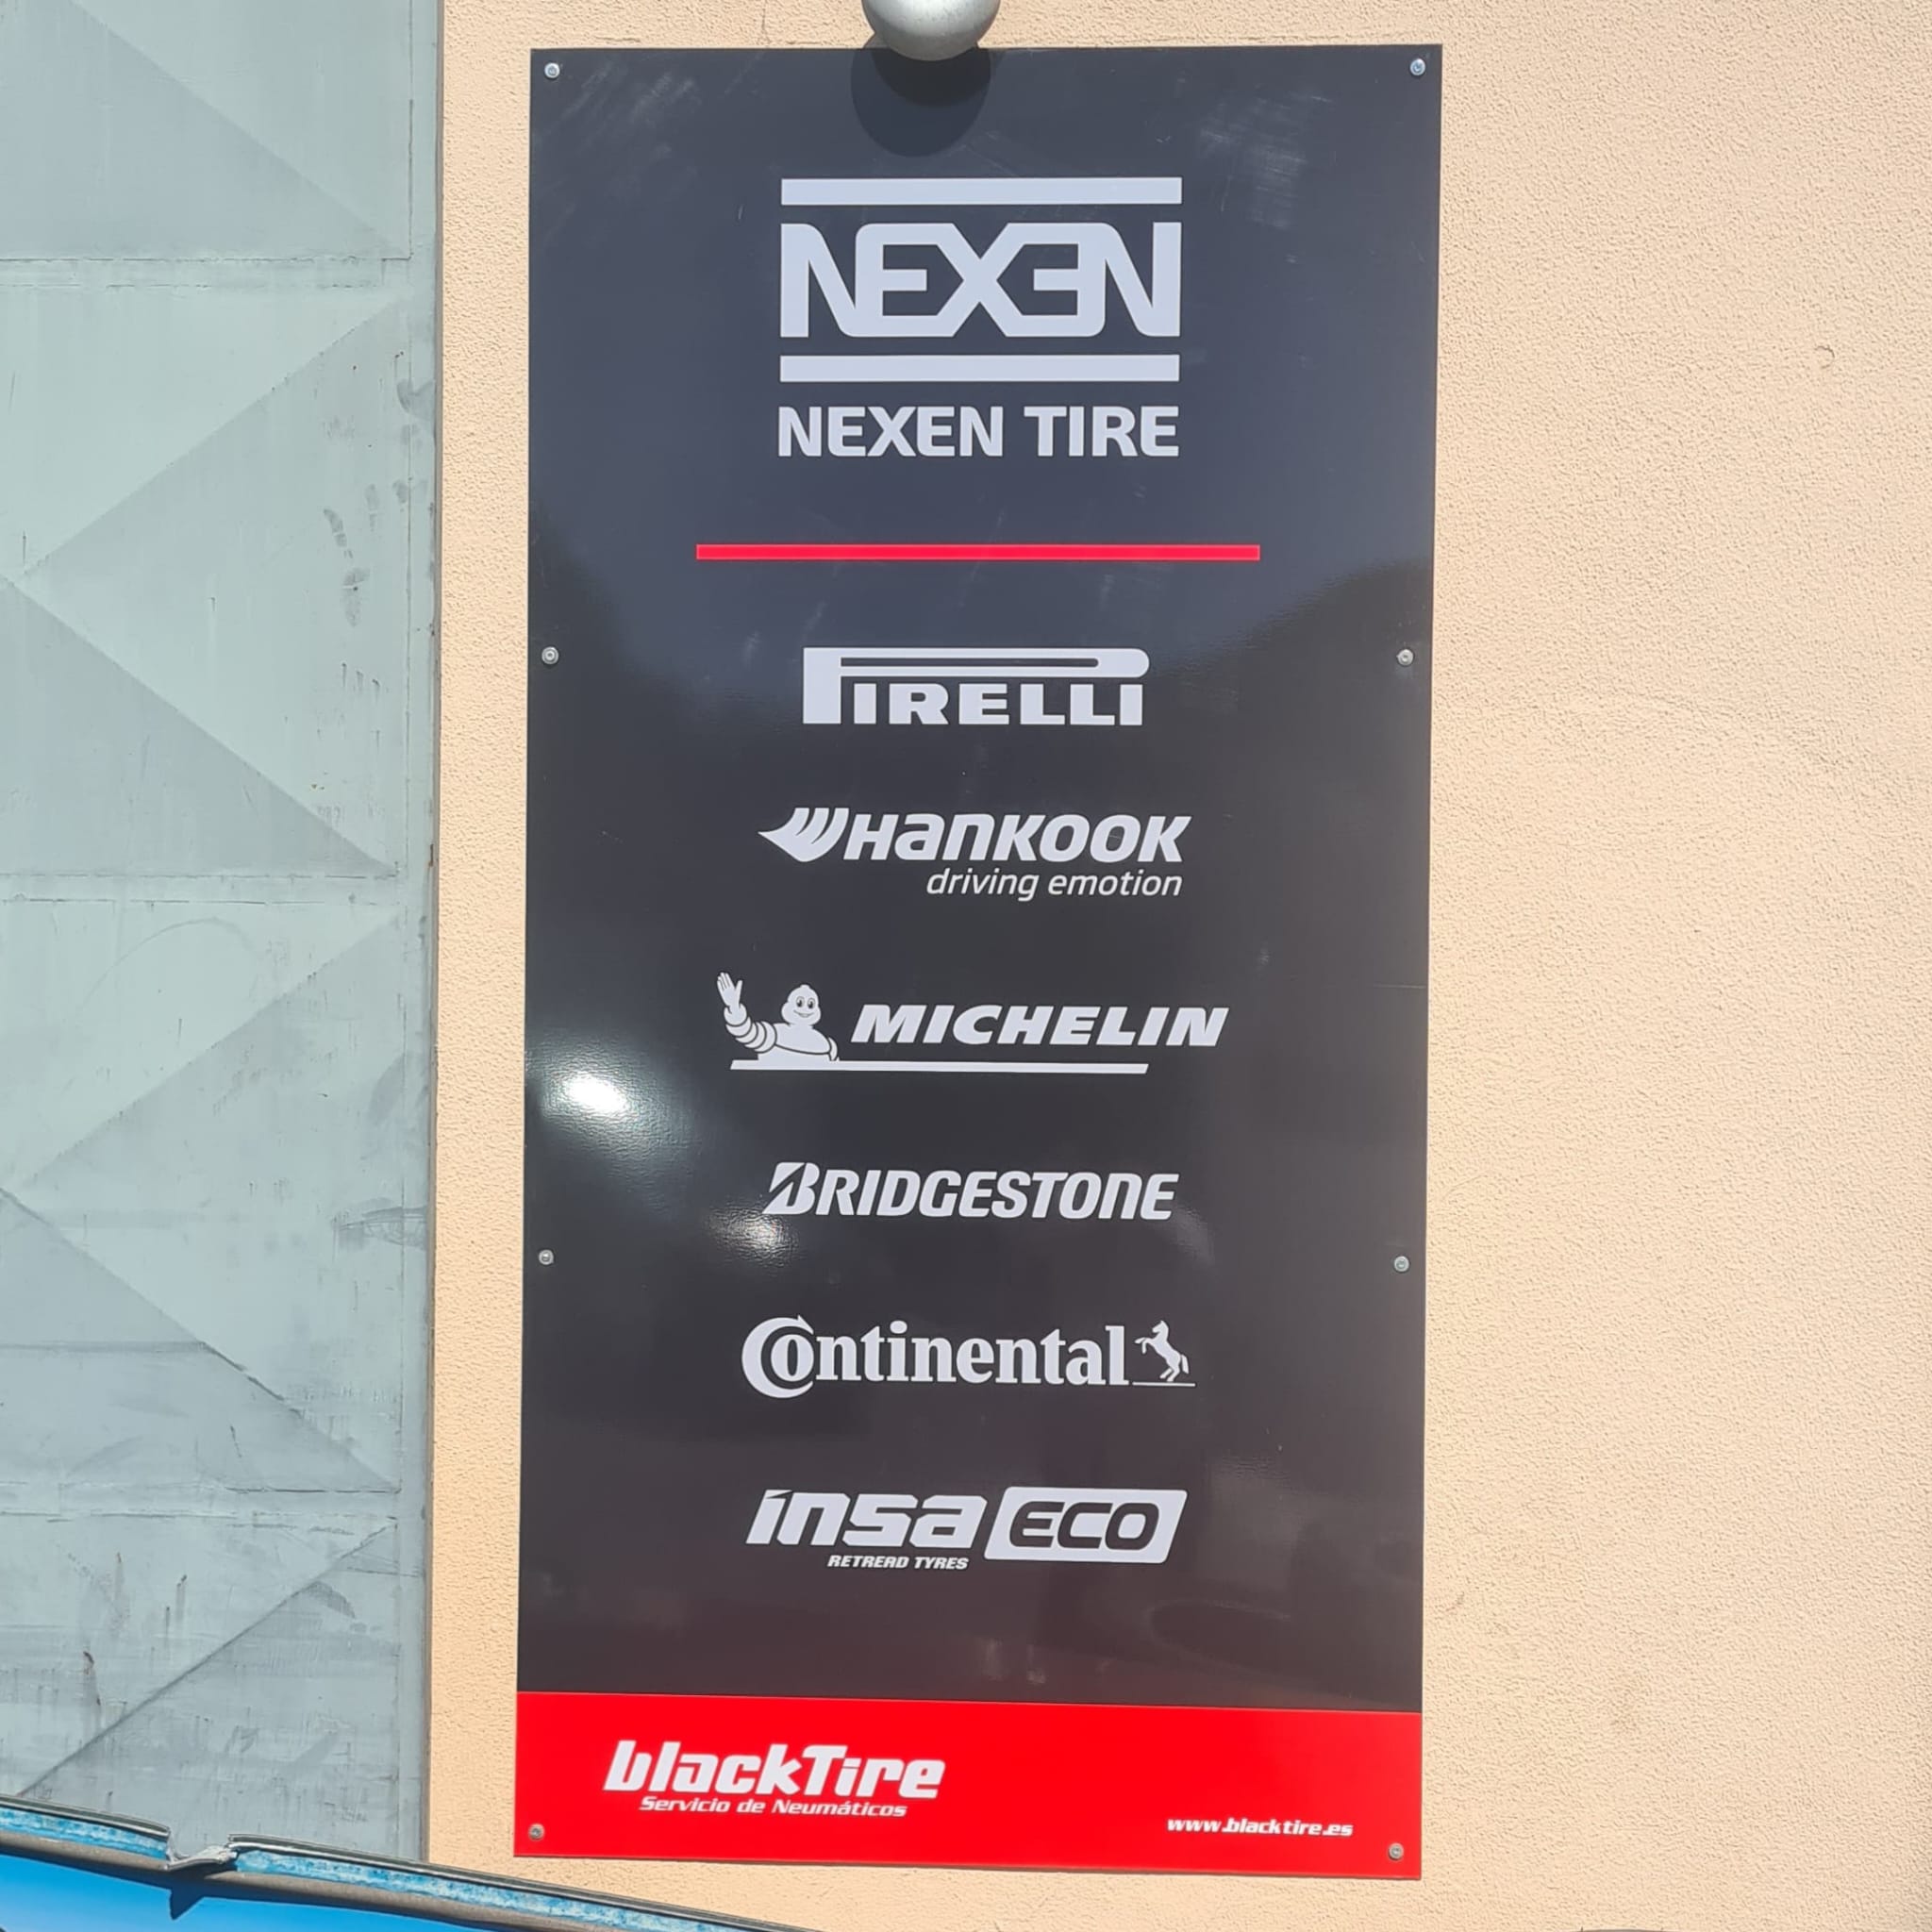 NEXEN
NEXEN TIRE
PIRELLI
HANKOOK
driving emotion
MICHELIN
BRIDGESTONE
Continental
insa ECO
RETREAD TYRES
blackTire
Servicio de Neumáticos
www.blacktire.es